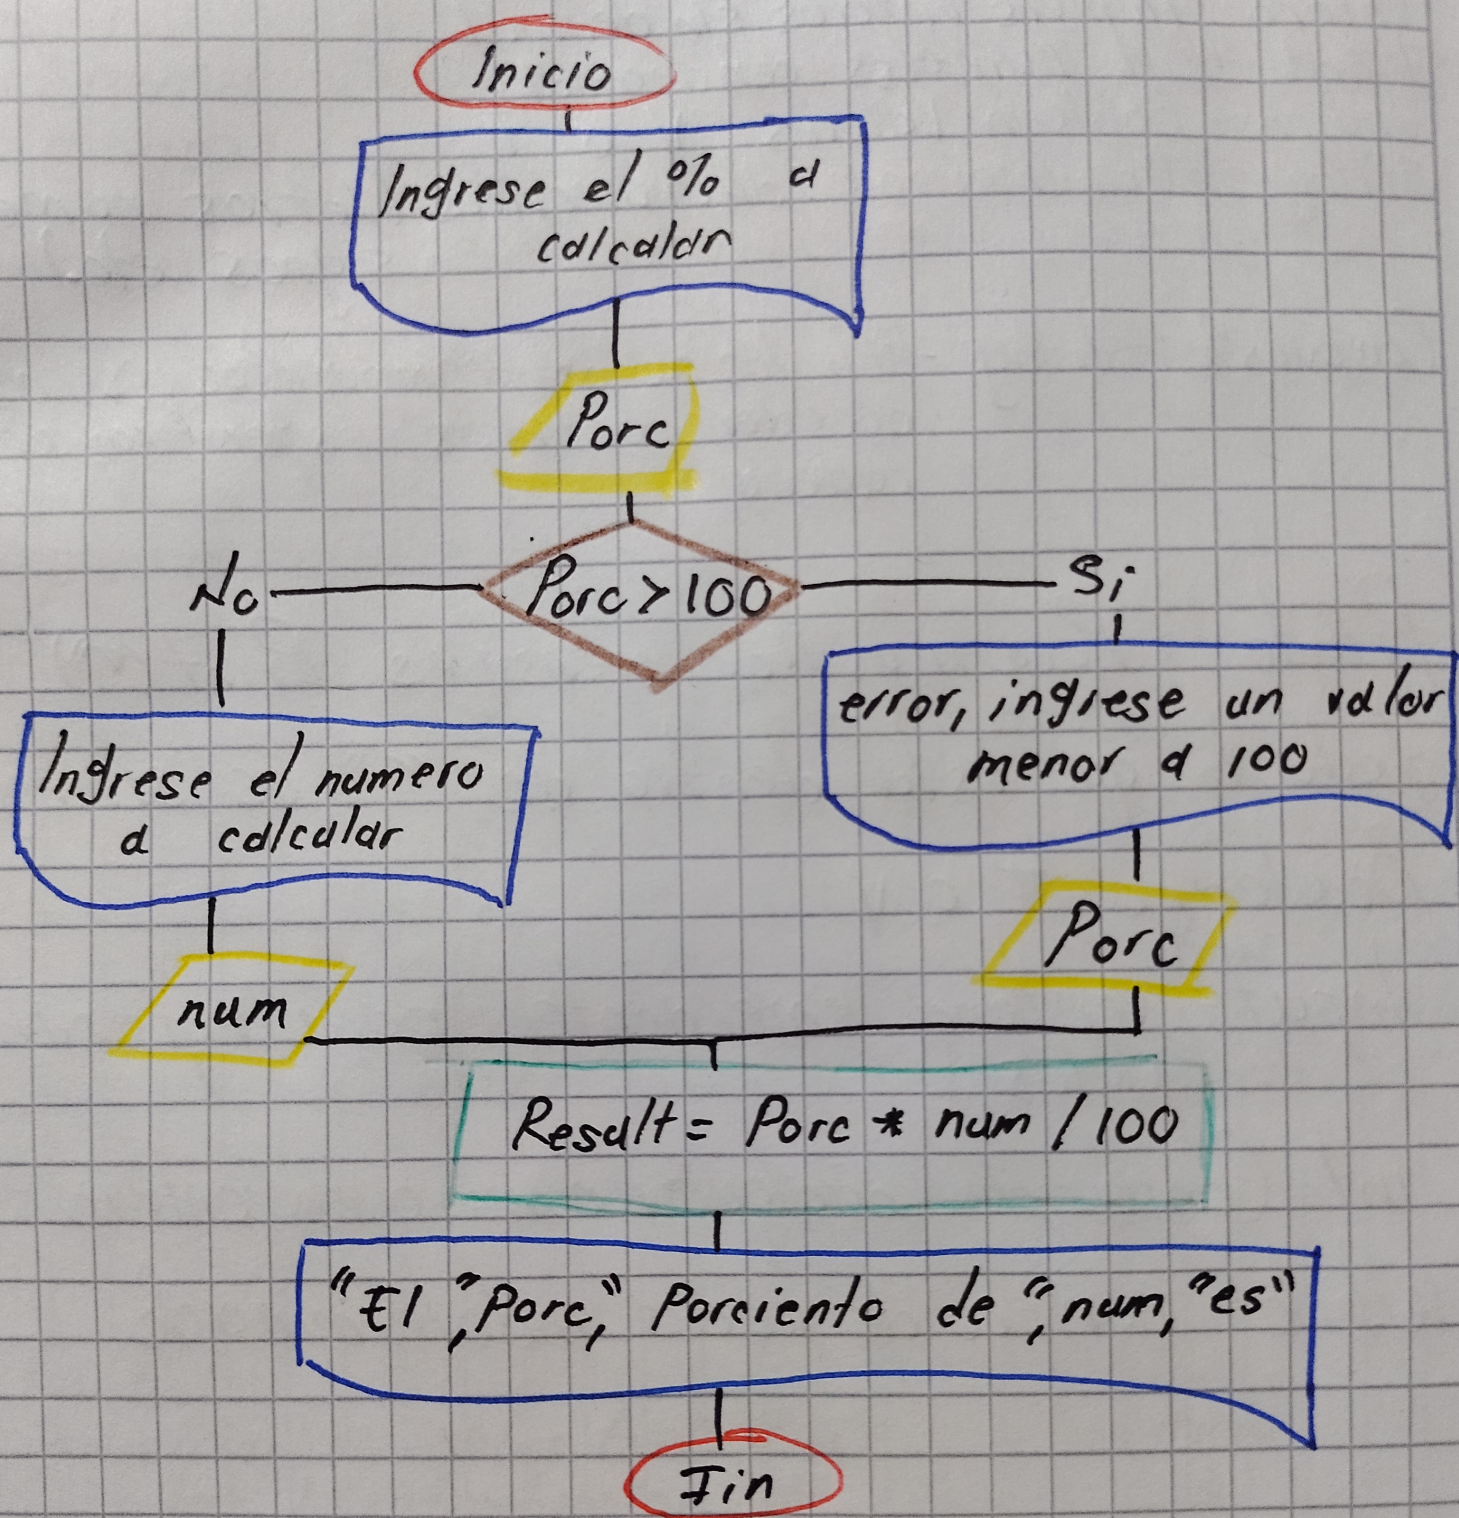 Inicio
Ingrese el % a
calcular
Porc
No
Porc > 100
Si
Ingrese el numero
a calcular
error, ingrese un valor
menor a 100
num
Porc
Result = Porc * num / 100
"El ", Porc, " Porciento de ", num, "es"
Fin